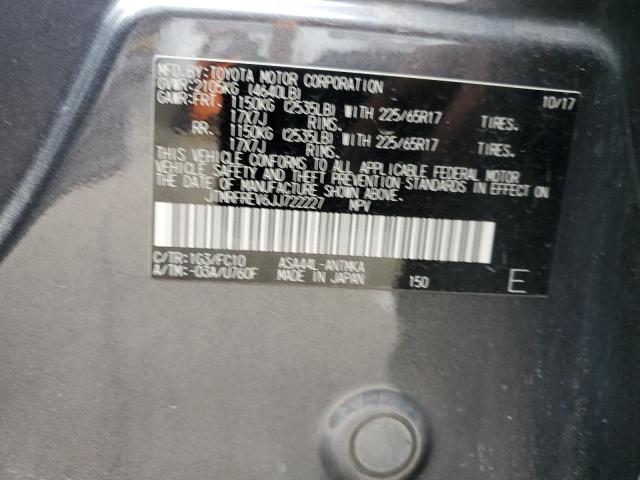 MFD.BY:TOYOTA MOTOR CORPORATION 10/17
GVWR:2105KG (4640LB)
GAWR:FRT. 1150KG (2535LB) WITH 225/65R17 TIRES.
17X7J RIMS.
RR. 1150KG (2535LB) WITH 225/65R17 TIRES.
17X7J RIMS.
THIS VEHICLE CONFORMS TO ALL APPLICABLE FEDERAL MOTOR
VEHICLE SAFETY AND THEFT PREVENTION STANDARDS IN EFFECT ON
THE DATE OF MANUFACTURE SHOWN ABOVE.
JTNRFREV6JJ722227 MPV
C/TR:1G3/FC10 ASA44L-ANTMKA
A/TM:-03A/U760F MADE IN JAPAN 150 E